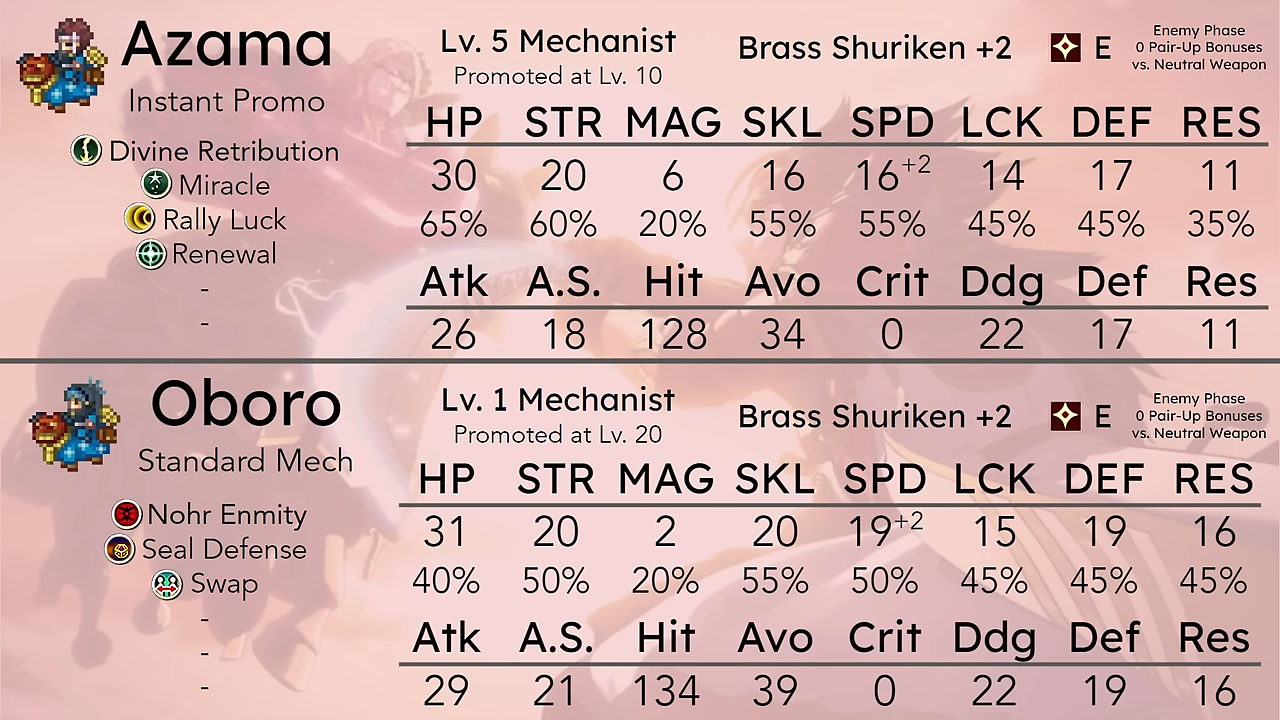 Azama
Instant Promo
Divine Retribution
Miracle
Rally Luck
Renewal
-
-
Lv. 5 Mechanist
Promoted at Lv. 10
Brass Shuriken +2
E
Enemy Phase
0 Pair-Up Bonuses
vs. Neutral Weapon
HP STR MAG SKL SPD LCK DEF RES
30 20 6 16 16+2 14 17 11
65% 60% 20% 55% 55% 45% 45% 35%
Atk A.S. Hit Avo Crit Ddg Def Res
26 18 128 34 0 22 17 11
Oboro
Standard Mech
Nohr Enmity
Seal Defense
Swap
-
-
-
Lv. 1 Mechanist
Promoted at Lv. 20
Brass Shuriken +2
E
Enemy Phase
0 Pair-Up Bonuses
vs. Neutral Weapon
HP STR MAG SKL SPD LCK DEF RES
31 20 2 20 19+2 15 19 16
40% 50% 20% 55% 50% 45% 45% 45%
Atk A.S. Hit Avo Crit Ddg Def Res
29 21 134 39 0 22 19 16